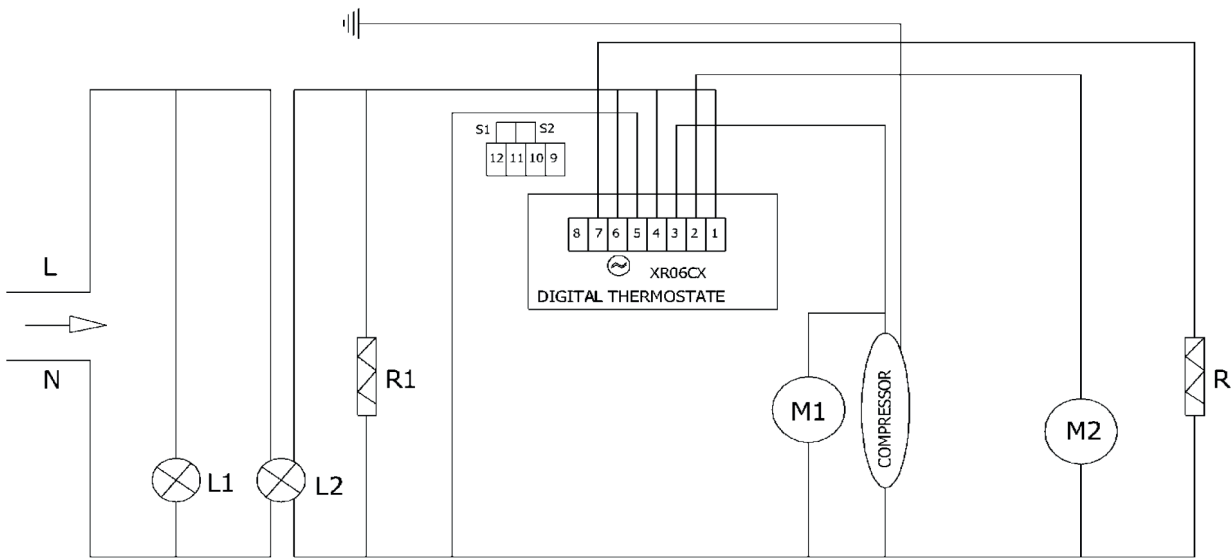 S1 S2
12 11 10 9
8 7 6 5 4 3 2 1
XR06CX
DIGITAL THERMOSTATE
L
N
R1
R
M1
COMPRESSOR
M2
L1
L2